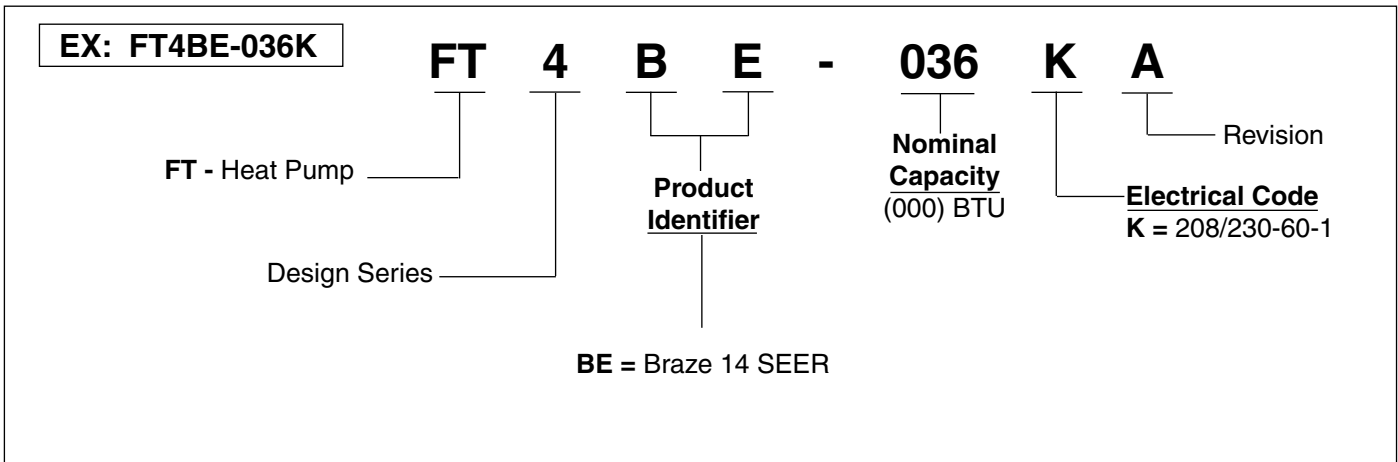 EX: FT4BE-036K
FT 4 B E - 036 K A
FT - Heat Pump
Design Series
Product
Identifier
BE = Braze 14 SEER
Nominal
Capacity
(000) BTU
Revision
Electrical Code
K = 208/230-60-1